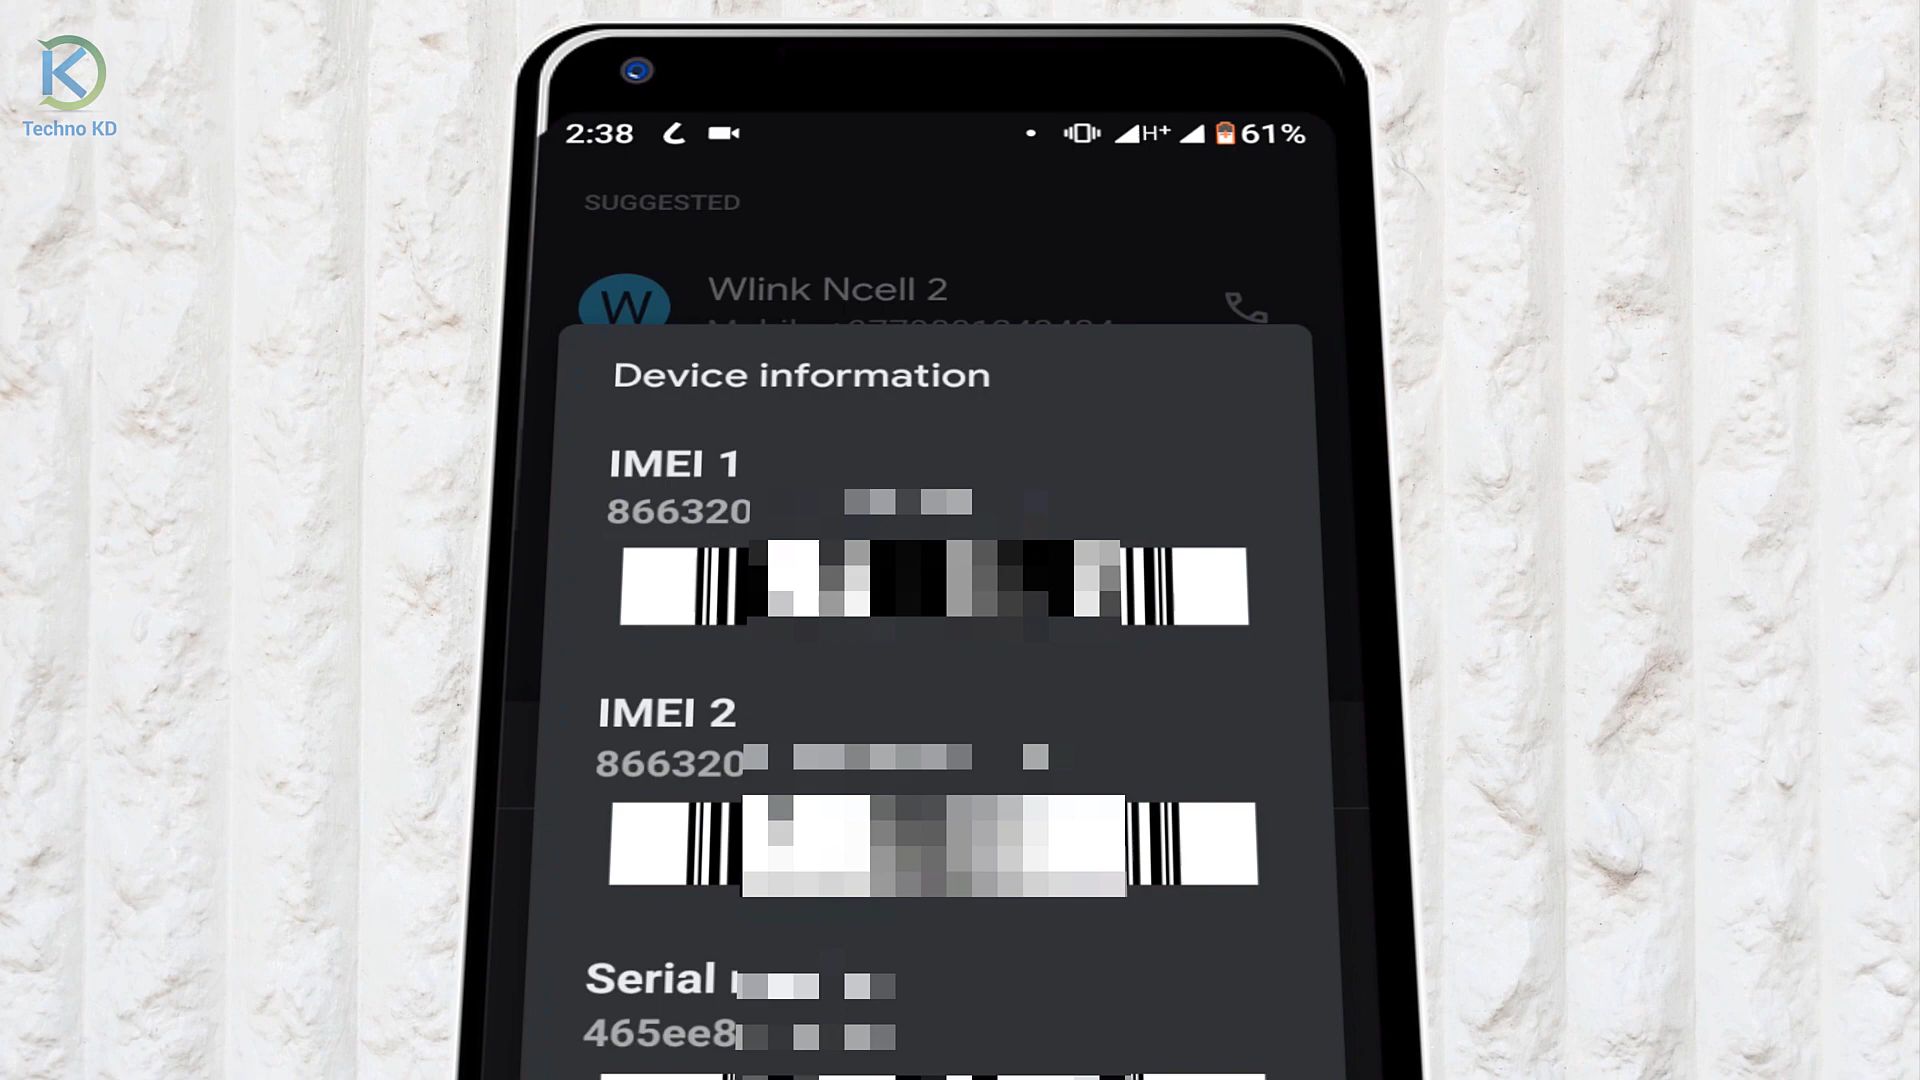 Techno KD
2:38
H+
61%
SUGGESTED
W
Wlink Ncell 2
Device information
IMEI 1
866320
IMEI 2
866320
Serial
465ee8